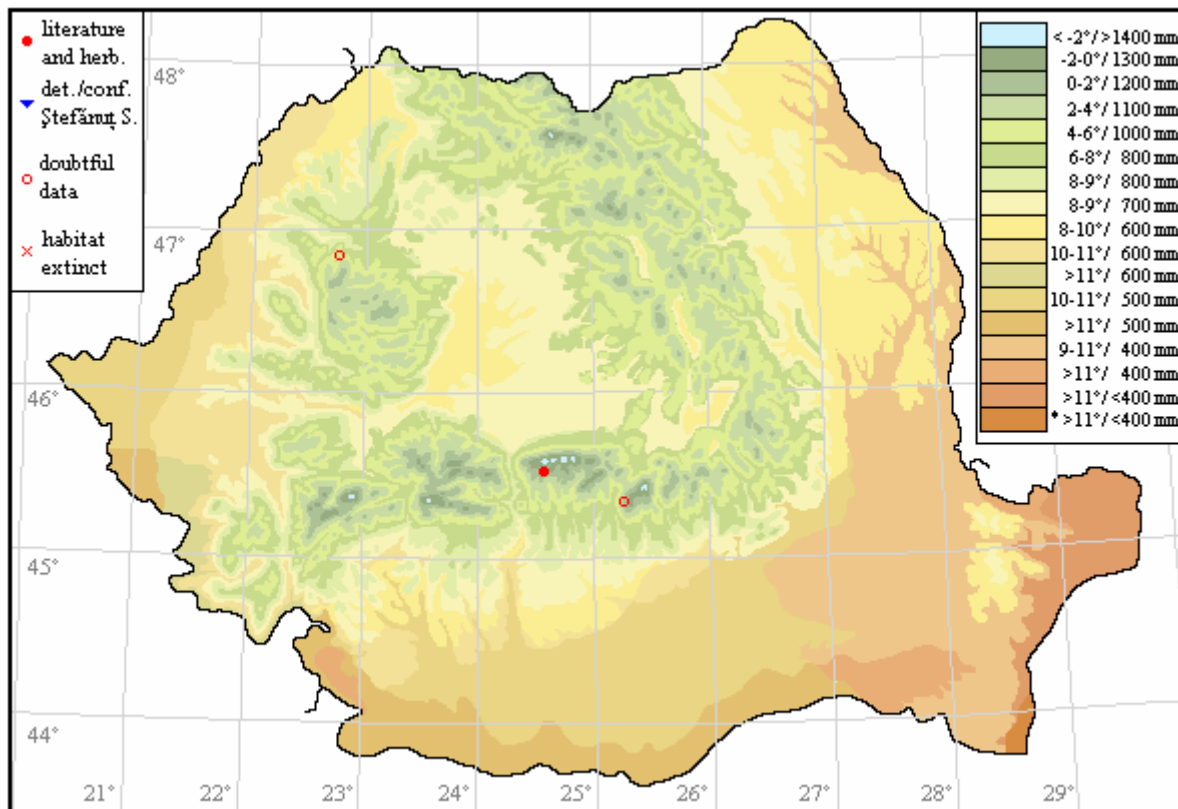 literature
and herb.
det./conf.
Ştefănuţ S.
doubtful
data
habitat
extinct
< -2°/>1400 mm
-2-0°/1300 mm
0-2°/1200 mm
2-4°/1100 mm
4-6°/1000 mm
6-8°/ 800 mm
8-9°/ 800 mm
8-9°/ 700 mm
8-10°/ 600 mm
10-11°/ 600 mm
>11°/ 600 mm
10-11°/ 500 mm
>11°/ 500 mm
9-11°/ 400 mm
>11°/ 400 mm
>11°/<400 mm
* >11°/<400 mm
48°
47°
46°
45°
44°
21°
22°
23°
24°
25°
26°
27°
28°
29°